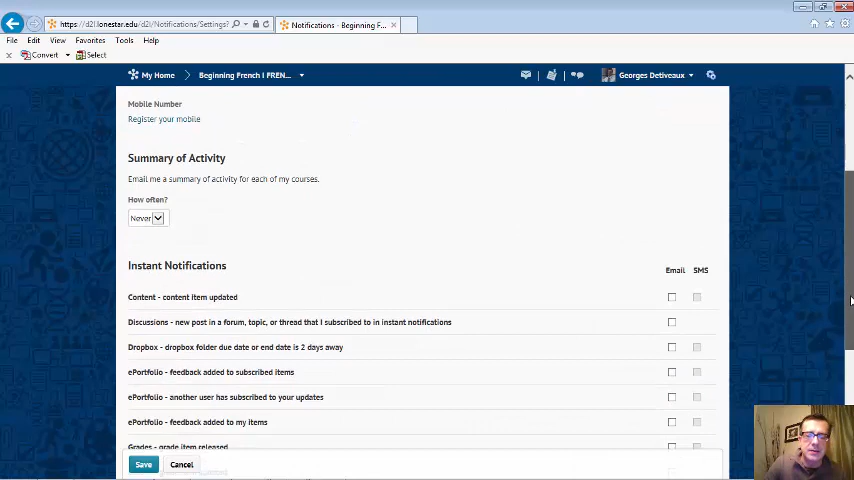 https://d2l.lonestar.edu/d2l/Notifications/Settings?
Notifications - Beginning F...
File Edit View Favorites Tools Help
Convert Select
My Home Beginning French I FREN... Georges Detiveaux
Mobile Number
Register your mobile
Summary of Activity
Email me a summary of activity for each of my courses.
How often?
Never
Instant Notifications
Email SMS
Content - content item updated
Discussions - new post in a forum, topic, or thread that I subscribed to in instant notifications
Dropbox - dropbox folder due date or end date is 2 days away
ePortfolio - feedback added to subscribed items
ePortfolio - another user has subscribed to your updates
ePortfolio - feedback added to my items
Grades - grade item released
Save Cancel